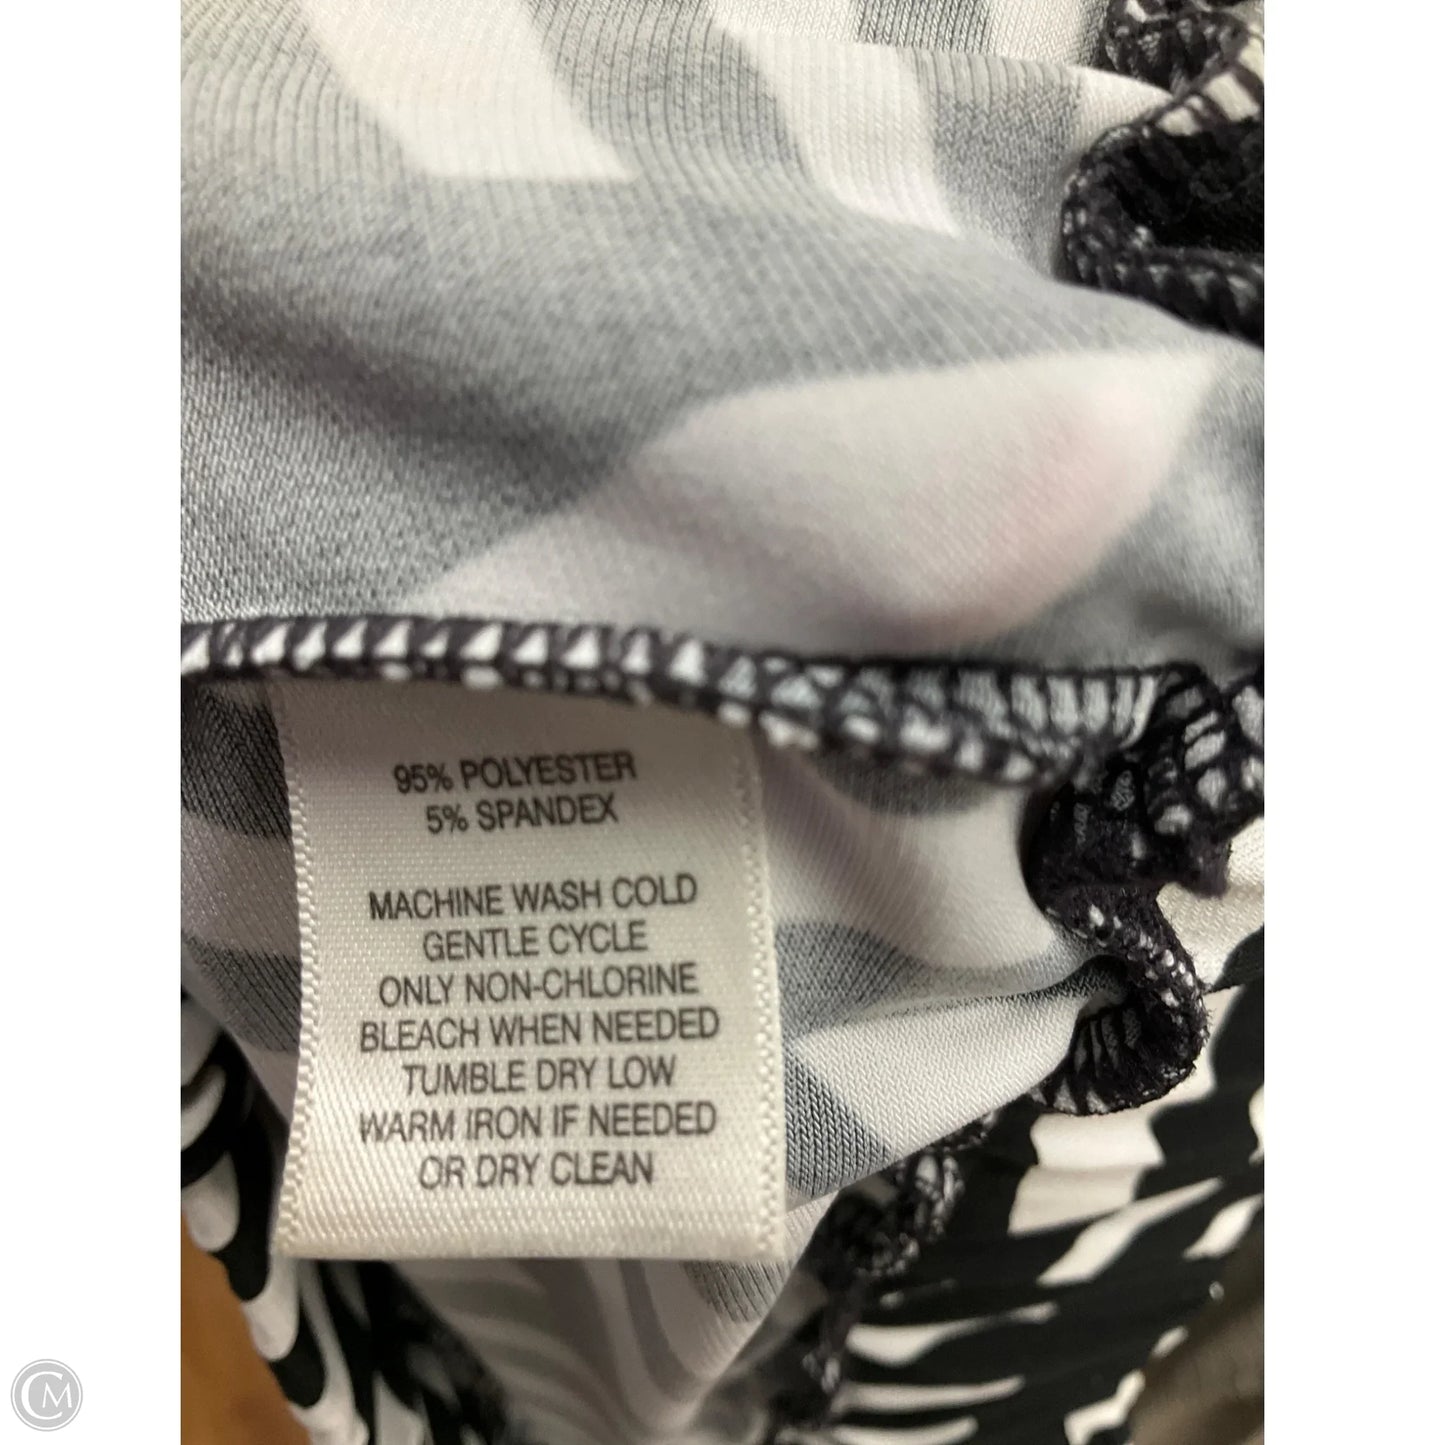 95% POLYESTER
5% SPANDEX
MACHINE WASH COLD
GENTLE CYCLE
ONLY NON-CHLORINE
BLEACH WHEN NEEDED
TUMBLE DRY LOW
WARM IRON IF NEEDED
OR DRY CLEAN
CM